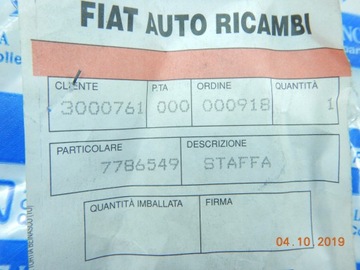 FIAT AUTO RICAMBI
CLIENTE P.TA ORDINE QUANTITÀ
3000761 000 000918 1
PARTICOLARE DESCRIZIONE
7786549 STAFFA
QUANTITÀ IMBALLATA FIRMA
04.10.2019